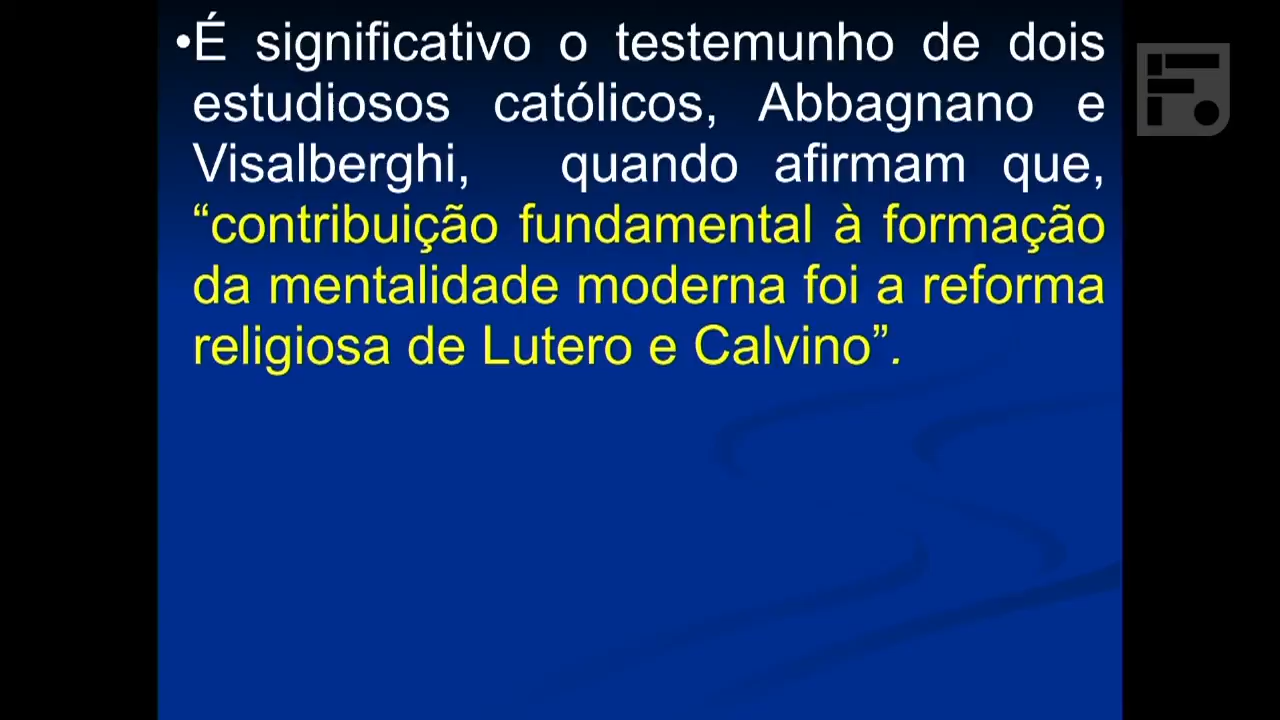 •É significativo o testemunho de dois
estudiosos católicos, Abbagnano e
Visalberghi, quando afirmam que,
“contribuição fundamental à formação
da mentalidade moderna foi a reforma
religiosa de Lutero e Calvino”.